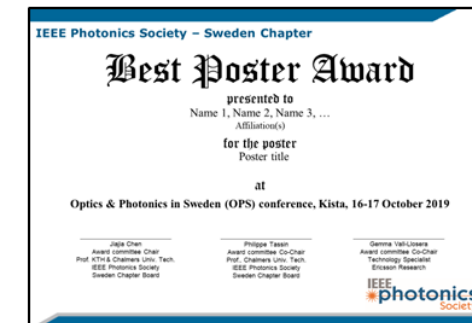 IEEE Photonics Society – Sweden Chapter
Best Poster Award
presented to
Name 1, Name 2, Name 3, …
Affiliation(s)
for the poster
Poster title
at
Optics & Photonics in Sweden (OPS) conference, Kista, 16-17 October 2019
Jiajia Chen
Award committee Chair
Prof. KTH & Chalmers Univ. Tech.
IEEE Photonics Society
Sweden Chapter Board
Philippe Tassin
Award committee Co-Chair
Prof., Chalmers Univ. Tech.
IEEE Photonics Society
Sweden Chapter Board
Gemma Vall-Llosera
Award committee Co-Chair
Technology Specialist
Ericsson Research
IEEE
photonics
Society